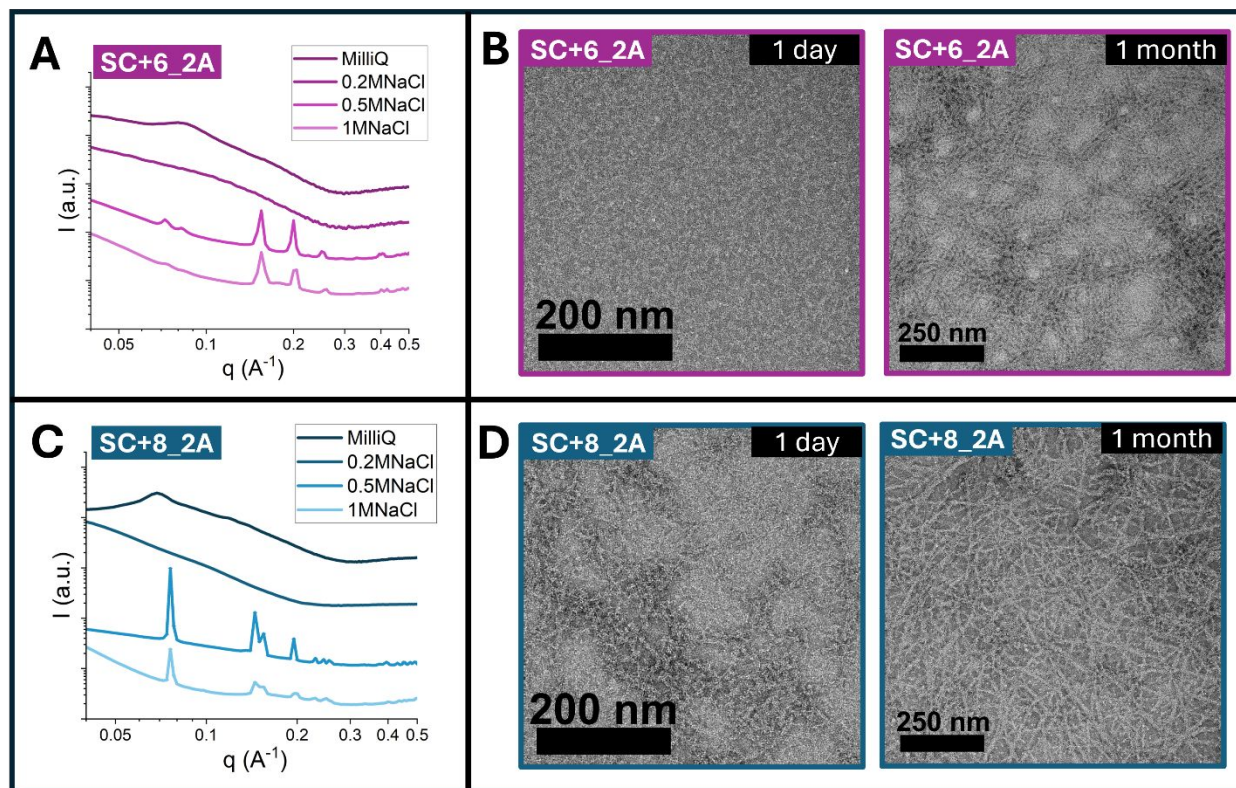 A
SC+6_2A
MilliQ
0.2MNaCl
0.5MNaCl
1MNaCl
I (a.u.)
0.05 0.1 0.2 0.3 0.4 0.5
q (A⁻¹)
B
SC+6_2A 1 day
200 nm
SC+6_2A 1 month
250 nm
C
SC+8_2A
MilliQ
0.2MNaCl
0.5MNaCl
1MNaCl
I (a.u.)
0.05 0.1 0.2 0.3 0.4 0.5
q (A⁻¹)
D
SC+8_2A 1 day
200 nm
SC+8_2A 1 month
250 nm